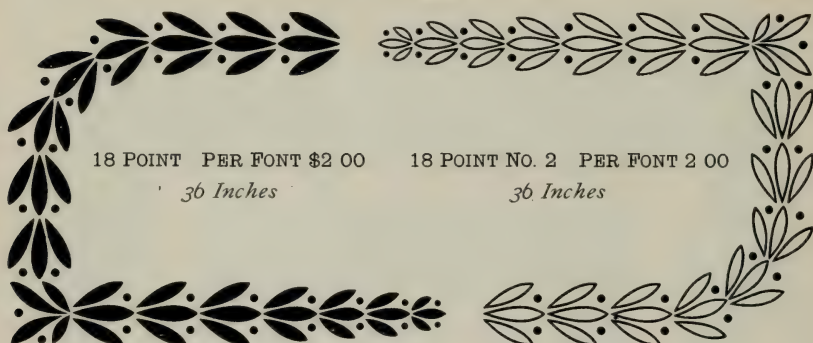 18 POINT PER FONT $2 00
36 Inches
18 POINT NO. 2 PER FONT 2 00
36 Inches